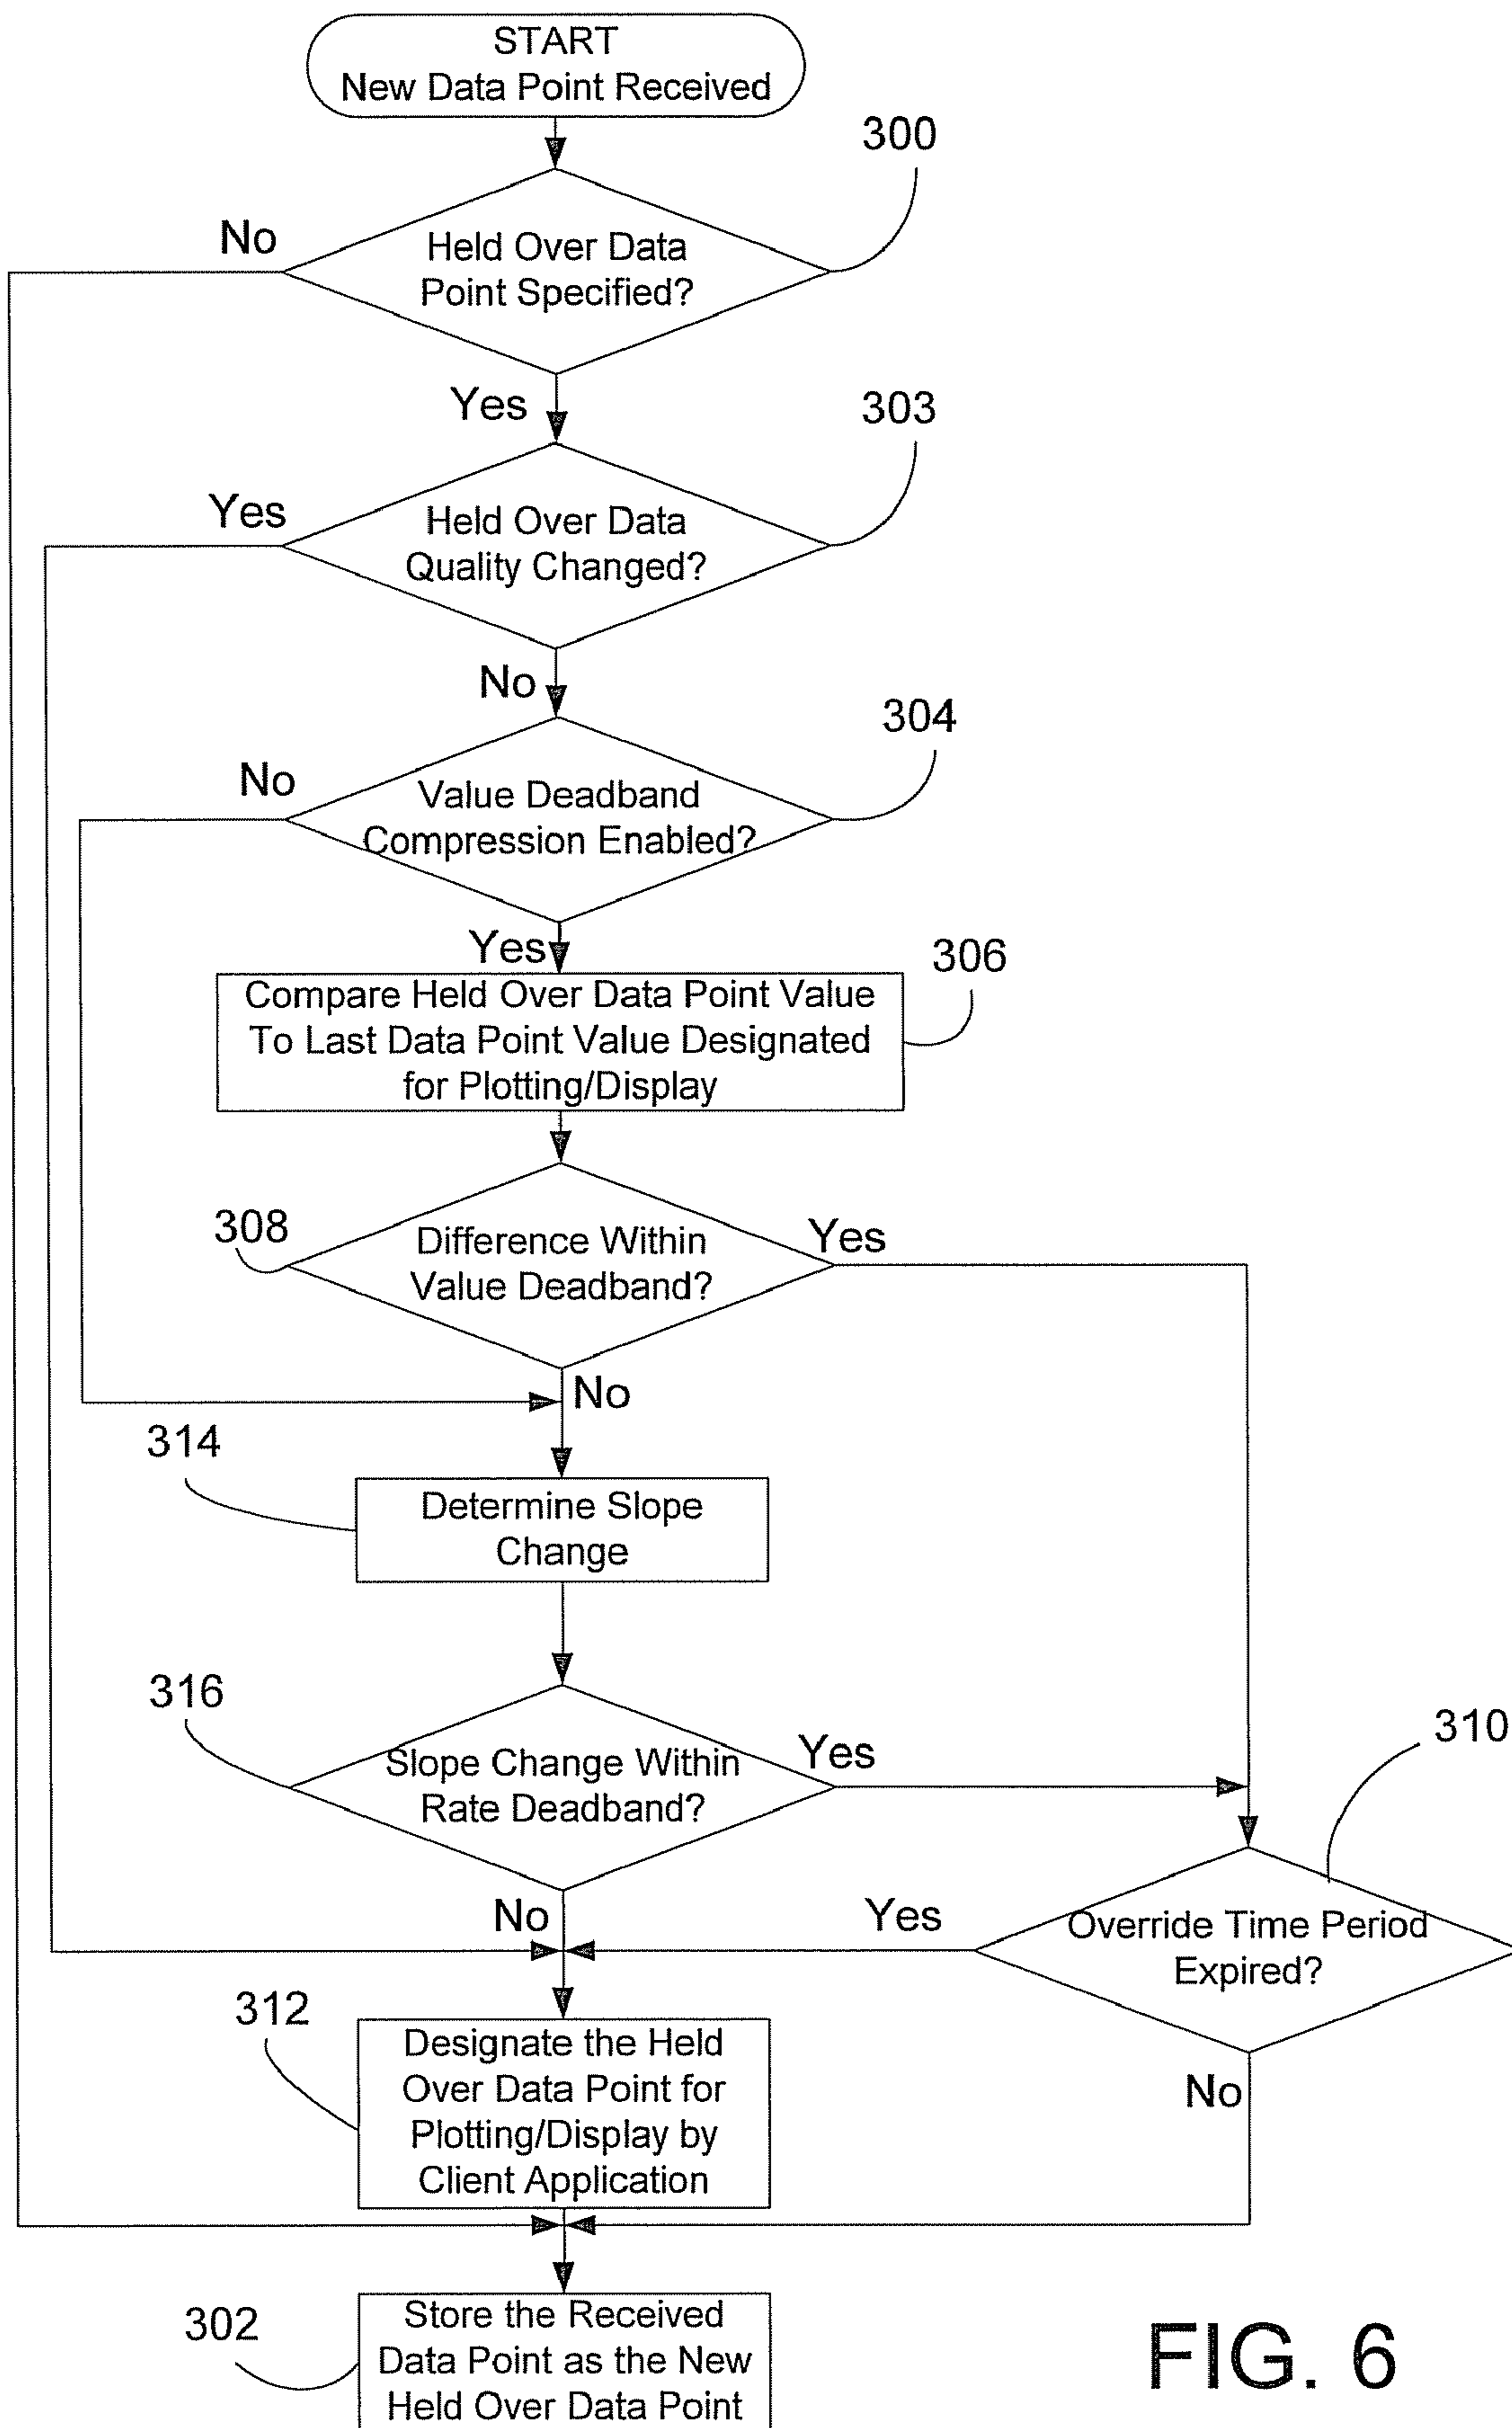 START
New Data Point Received
300
No
Held Over Data
Point Specified?
Yes
303
Yes
Held Over Data
Quality Changed?
No
304
No
Value Deadband
Compression Enabled?
Yes
306
Compare Held Over Data Point Value
To Last Data Point Value Designated
for Plotting/Display
308
Difference Within
Value Deadband?
Yes
No
314
Determine Slope
Change
316
Slope Change Within
Rate Deadband?
Yes
310
No
Yes
Override Time Period
Expired?
312
Designate the Held
Over Data Point for
Plotting/Display by
Client Application
No
302
Store the Received
Data Point as the New
Held Over Data Point
FIG. 6